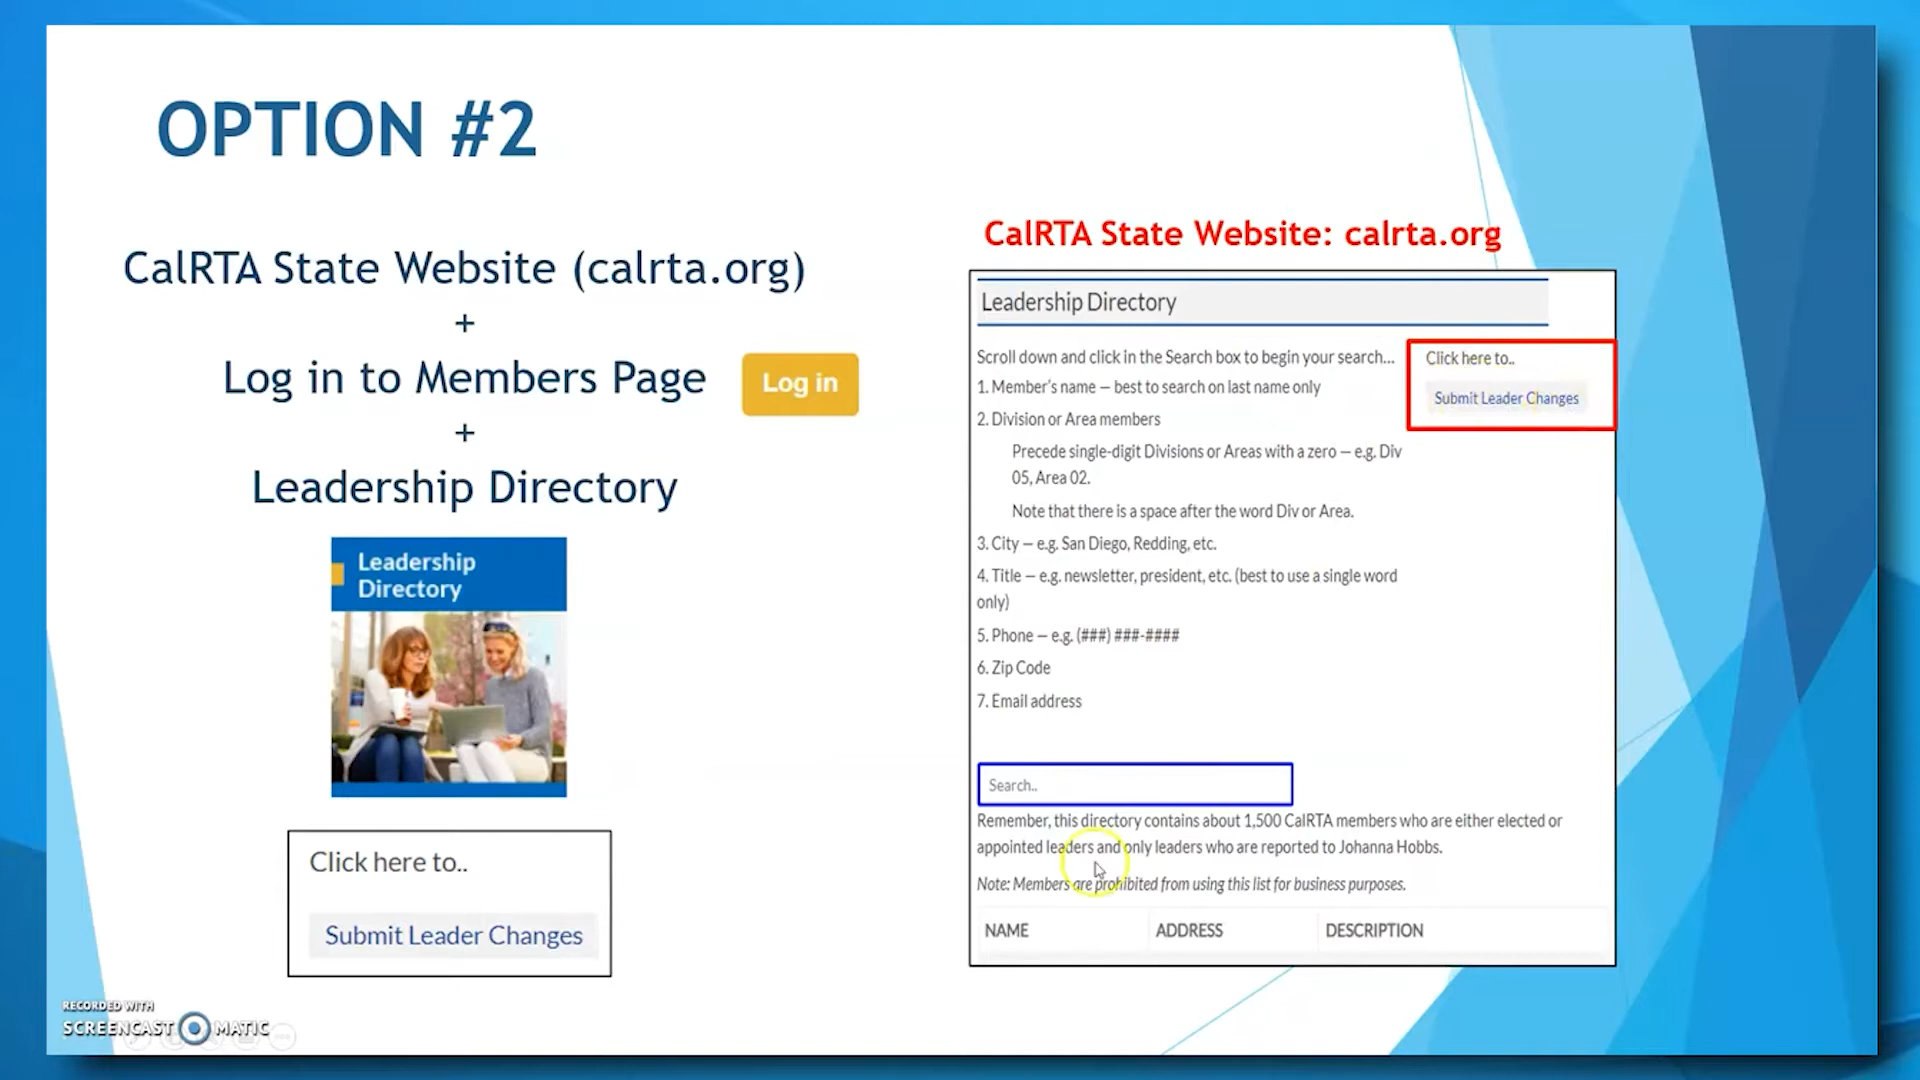 OPTION #2
CalRTA State Website (calrta.org)
+
Log in to Members Page
Log in
+
Leadership Directory
Leadership
Directory
Click here to..
Submit Leader Changes
CalRTA State Website: calrta.org
Leadership Directory
Scroll down and click in the Search box to begin your search...
Click here to..
Submit Leader Changes
1. Member's name – best to search on last name only
2. Division or Area members
Precede single-digit Divisions or Areas with a zero – e.g. Div
05, Area 02.
Note that there is a space after the word Div or Area.
3. City – e.g. San Diego, Redding, etc.
4. Title – e.g. newsletter, president, etc. (best to use a single word
only)
5. Phone – e.g. (###) ###-####
6. Zip Code
7. Email address
Search..
Remember, this directory contains about 1,500 CalRTA members who are either elected or
appointed leaders and only leaders who are reported to Johanna Hobbs.
Note: Members are prohibited from using this list for business purposes.
NAME ADDRESS DESCRIPTION
RECORDED WITH
SCREENCAST MATIC